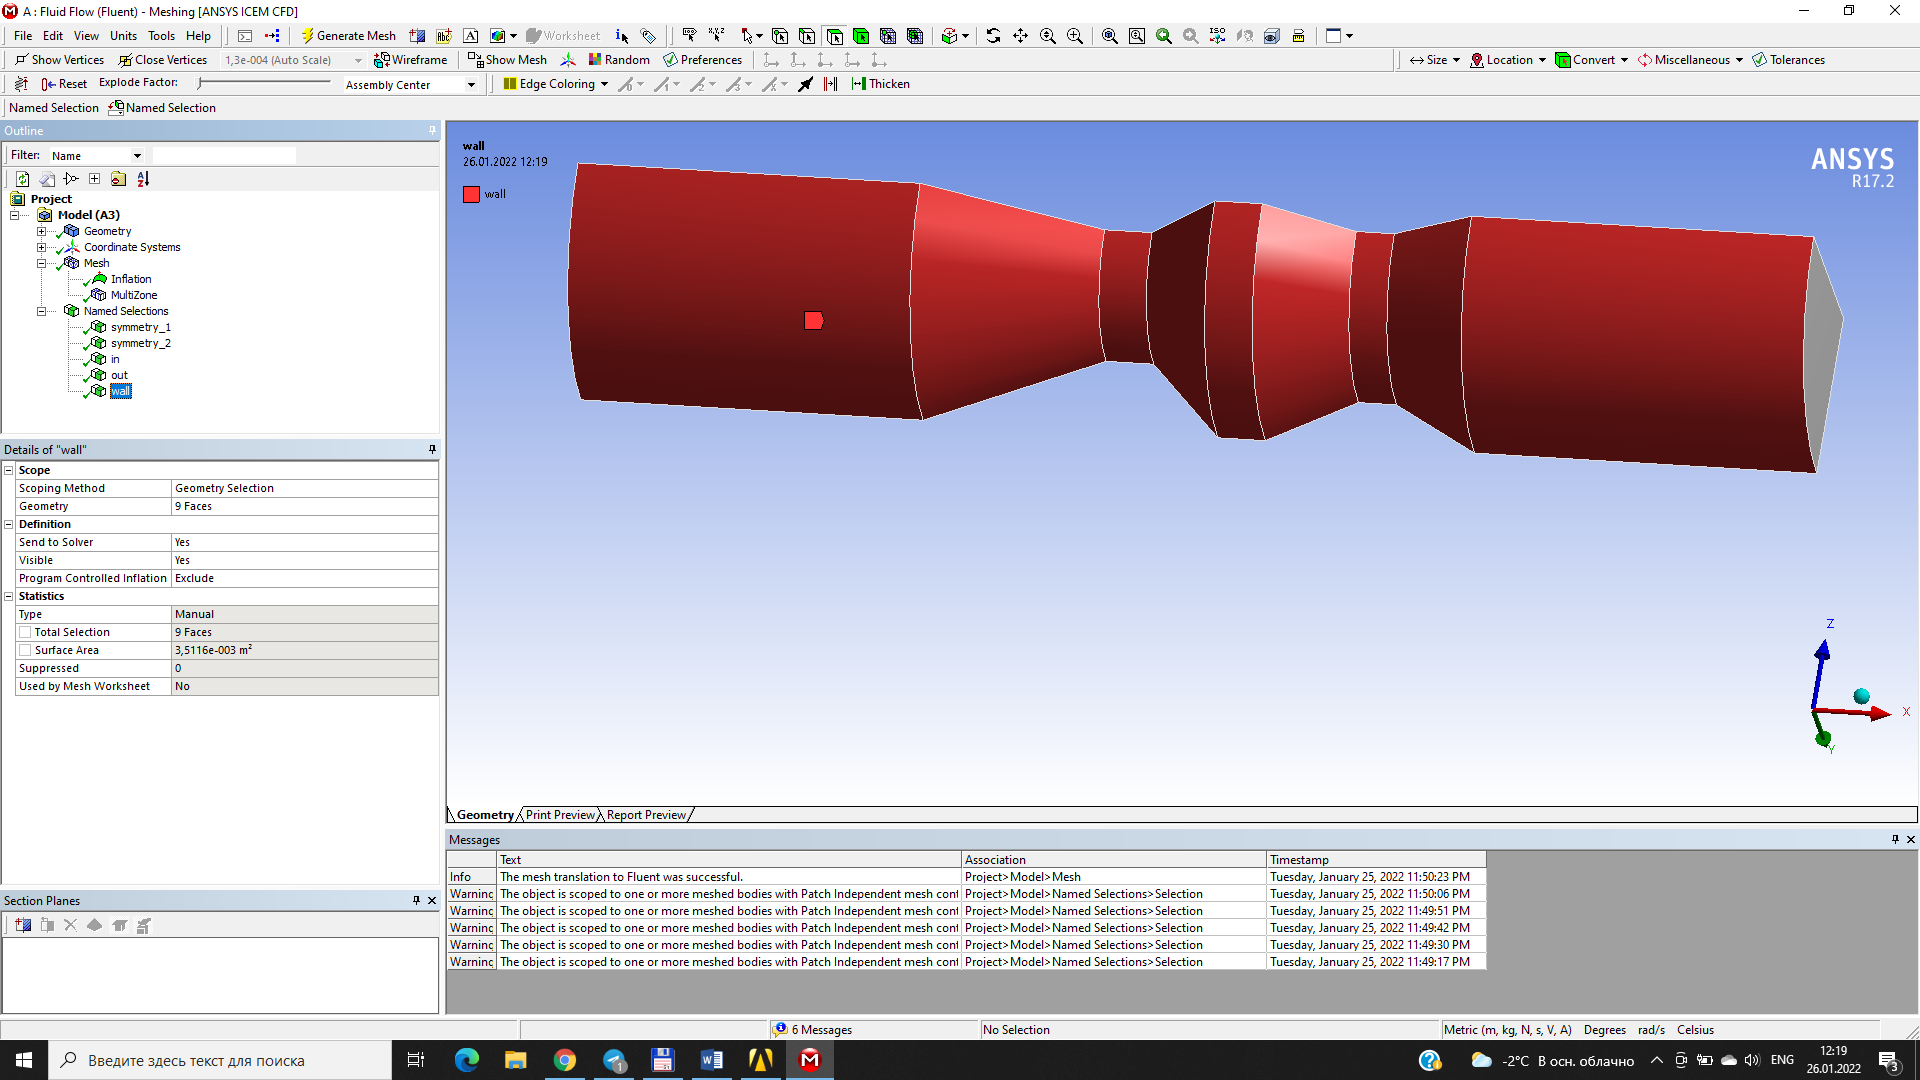 A : Fluid Flow (Fluent) - Meshing [ANSYS ICEM CFD]
File Edit View Units Tools Help Generate Mesh Worksheet
Show Vertices Close Vertices 1,3e-004 (Auto Scale) Wireframe Show Mesh Random Preferences Size Location Convert Miscellaneous Tolerances
Reset Explode Factor: Assembly Center Edge Coloring Thicken
Named Selection Named Selection
Outline
Filter: Name
Project
Model (A3)
Geometry
Coordinate Systems
Mesh
Inflation
MultiZone
Named Selections
symmetry_1
symmetry_2
in
out
wall
Details of "wall"
Scope
Scoping Method Geometry Selection
Geometry 9 Faces
Definition
Send to Solver Yes
Visible Yes
Program Controlled Inflation Exclude
Statistics
Type Manual
Total Selection 9 Faces
Surface Area 3,5116e-003 m²
Suppressed 0
Used by Mesh Worksheet No
Section Planes
wall
26.01.2022 12:19
wall
ANSYS
R17.2
Z
X
Y
Geometry Print Preview Report Preview
Messages
Text Association Timestamp
Info The mesh translation to Fluent was successful. Project>Model>Mesh Tuesday, January 25, 2022 11:50:23 PM
Warning The object is scoped to one or more meshed bodies with Patch Independent mesh cont Project>Model>Named Selections>Selection Tuesday, January 25, 2022 11:50:06 PM
Warning The object is scoped to one or more meshed bodies with Patch Independent mesh cont Project>Model>Named Selections>Selection Tuesday, January 25, 2022 11:49:51 PM
Warning The object is scoped to one or more meshed bodies with Patch Independent mesh cont Project>Model>Named Selections>Selection Tuesday, January 25, 2022 11:49:42 PM
Warning The object is scoped to one or more meshed bodies with Patch Independent mesh cont Project>Model>Named Selections>Selection Tuesday, January 25, 2022 11:49:30 PM
Warning The object is scoped to one or more meshed bodies with Patch Independent mesh cont Project>Model>Named Selections>Selection Tuesday, January 25, 2022 11:49:17 PM
6 Messages No Selection Metric (m, kg, N, s, V, A) Degrees rad/s Celsius
Введите здесь текст для поиска
-2°C В осн. облачно ENG 12:19
26.01.2022
3